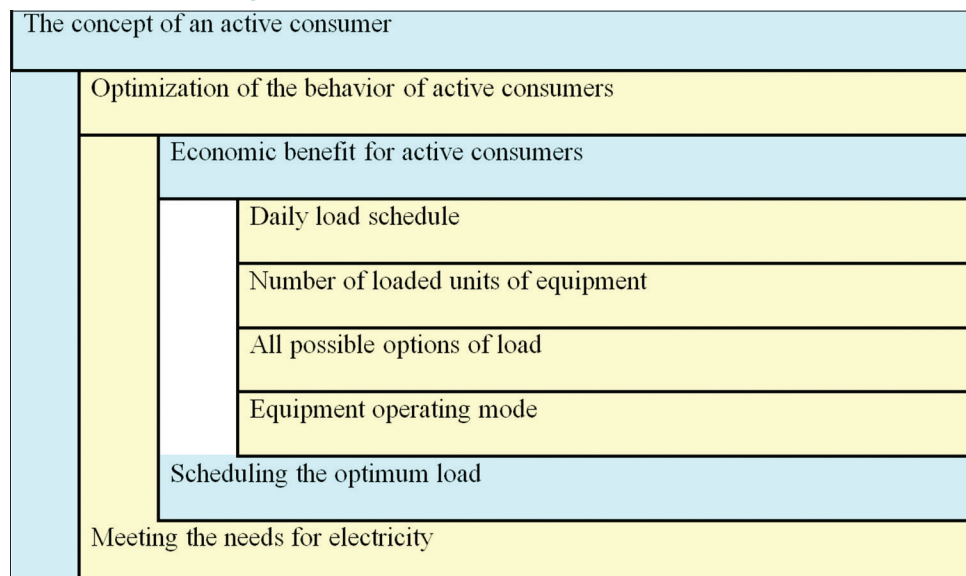 The concept of an active consumer
Optimization of the behavior of active consumers
Economic benefit for active consumers
Daily load schedule
Number of loaded units of equipment
All possible options of load
Equipment operating mode
Scheduling the optimum load
Meeting the needs for electricity